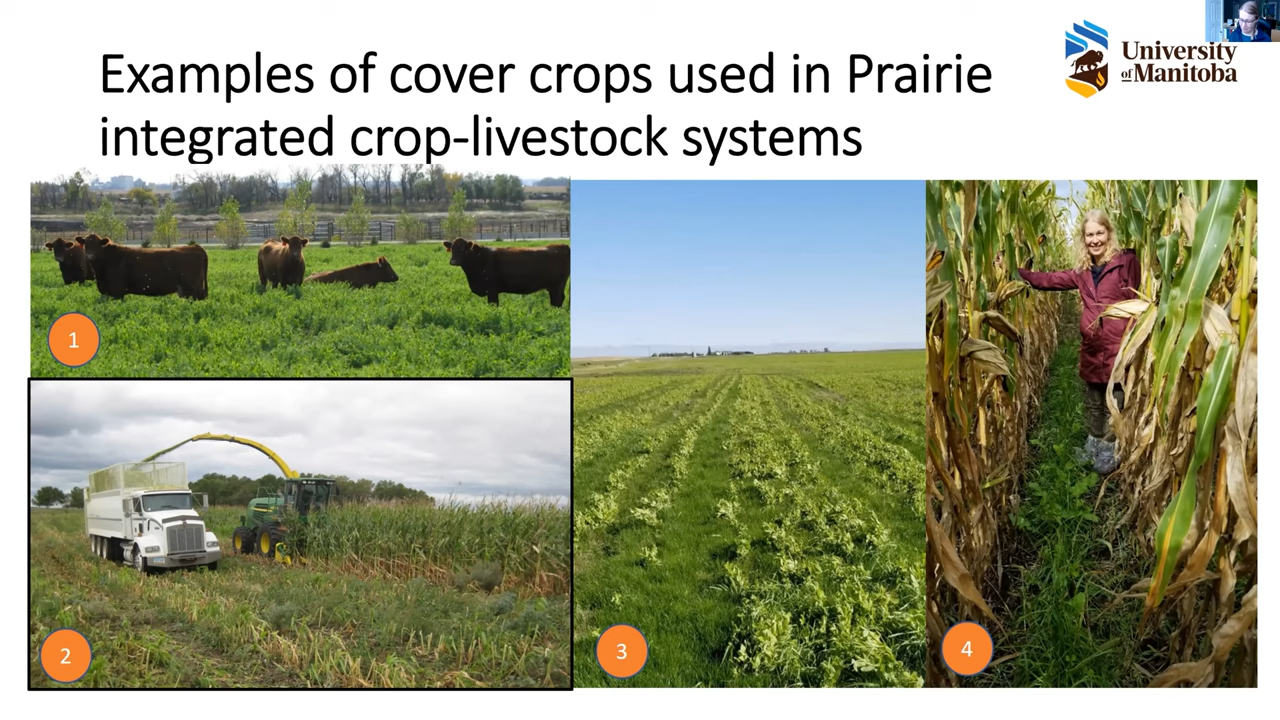 Examples of cover crops used in Prairie
integrated crop-livestock systems
University
of Manitoba
1
2
3
4